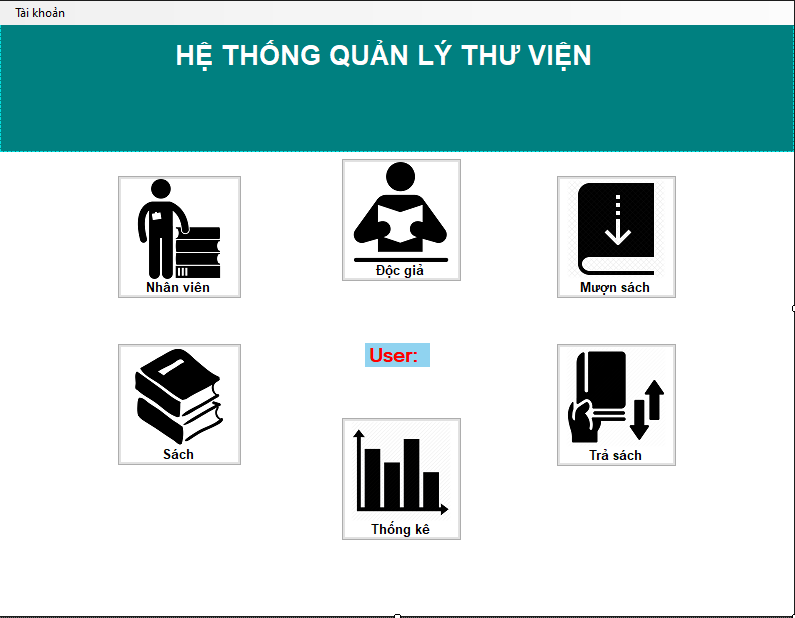 Tài khoản
HỆ THỐNG QUẢN LÝ THƯ VIỆN
Nhân viên
Độc giả
Mượn sách
User:
Sách
Thống kê
Trả sách